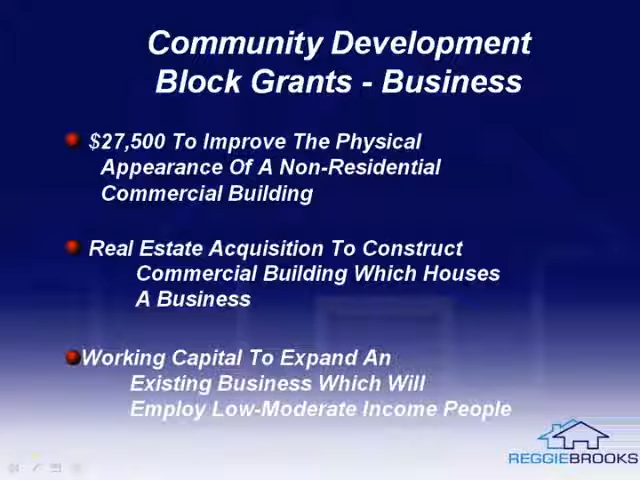 Community Development
Block Grants - Business
$27,500 To Improve The Physical
Appearance Of A Non-Residential
Commercial Building
Real Estate Acquisition To Construct
Commercial Building Which Houses
A Business
Working Capital To Expand An
Existing Business Which Will
Employ Low-Moderate Income People
REGGIEBROOKS